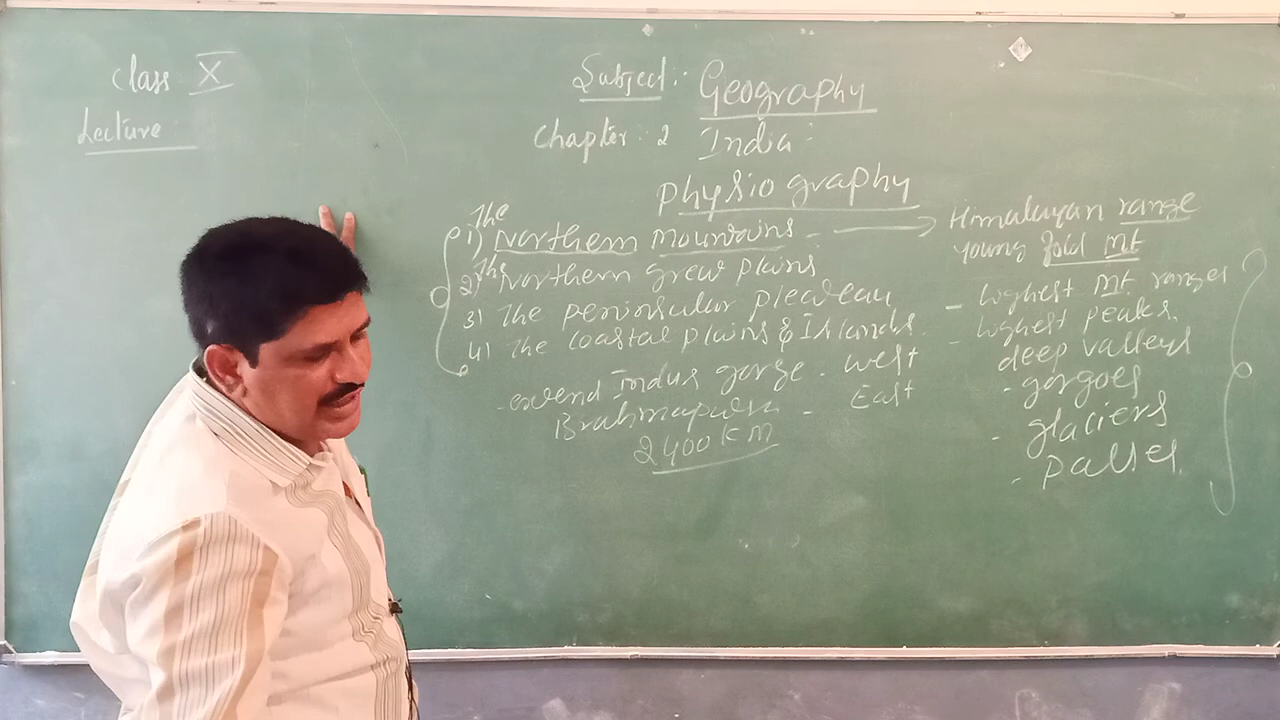 Class X
Lecture
Subject: Geography
Chapter: 2 India
Physiography
1) The Northern mountains -
2) The Northern great plains
3) The peninsular pleateau
4) The coastal plains & Islands.
- extend Indus gorge - west
Brahmaputra - East
2400 km
Himalayan range
young fold mt
- highest mt ranges
- highest peaks.
deep valleys
- gorgoes
- glaciers
- passes.